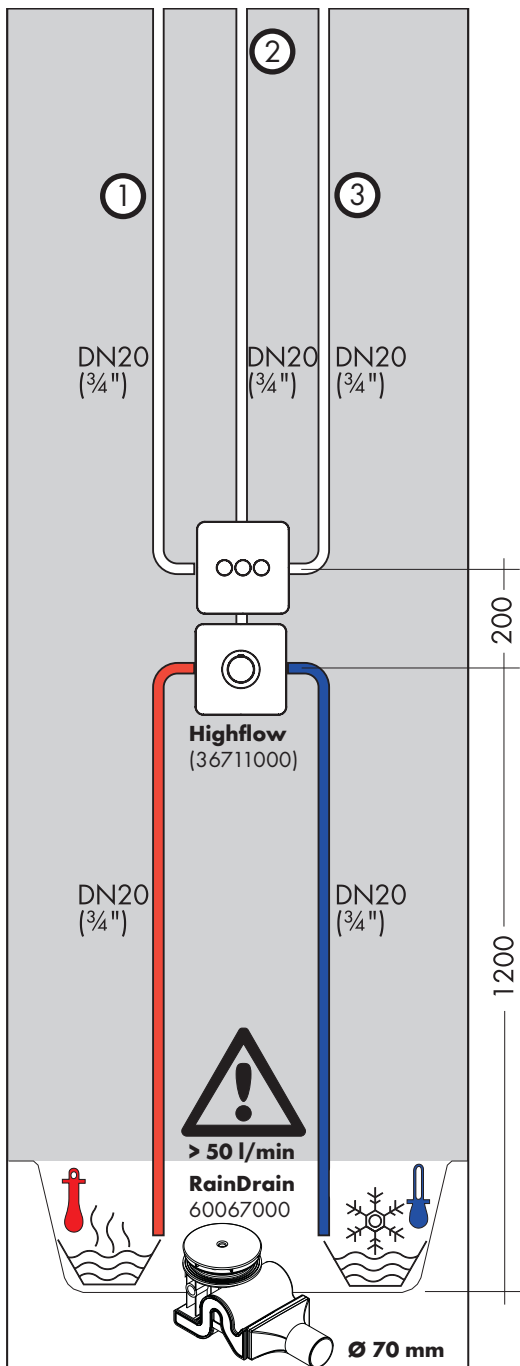 2
1
3
DN20
(¾")
DN20
(¾")
DN20
(¾")
200
Highflow
(36711000)
DN20
(¾")
DN20
(¾")
1200
> 50 l/min
RainDrain
60067000
Ø 70 mm